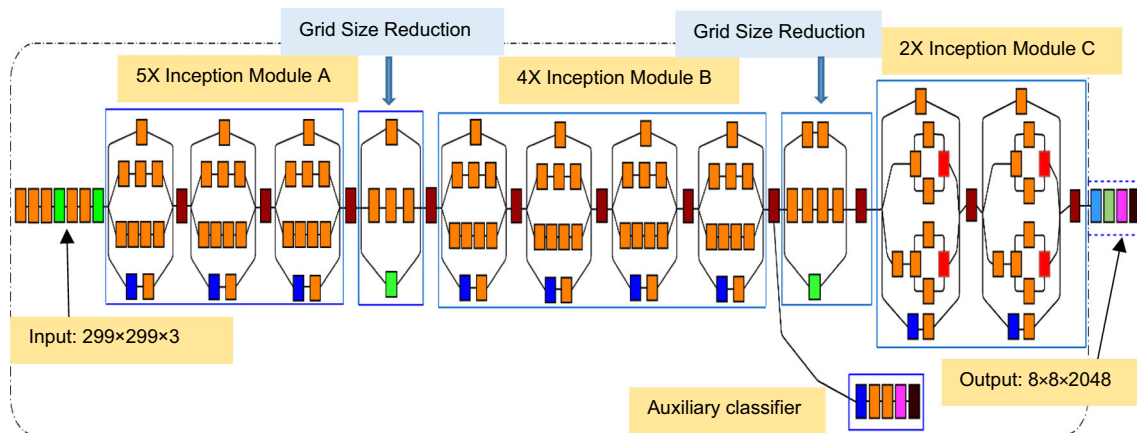 Grid Size Reduction
Grid Size Reduction
5X Inception Module A
4X Inception Module B
2X Inception Module C
Input: 299×299×3
Auxiliary classifier
Output: 8×8×2048